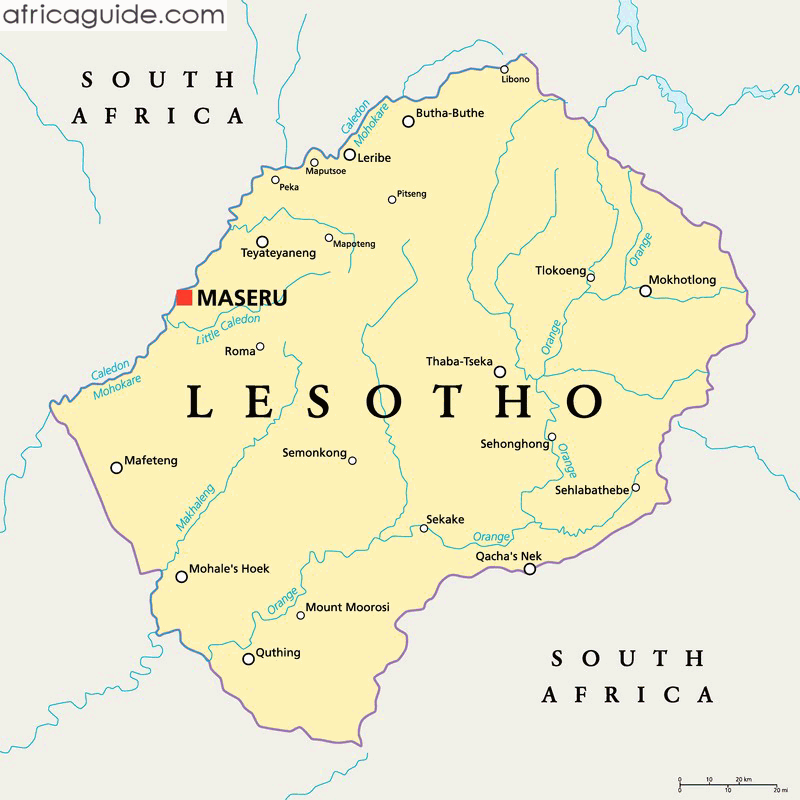 africaguide.com
SOUTH
AFRICA
Libono
Caledon
Mohokare
Butha-Buthe
Leribe
Maputsoe
Peka
Pitseng
Teyateyaneng
Mapoteng
Orange
Tlokoeng
Mokhotlong
MASERU
Little Caledon
Roma
Orange
Thaba-Tseka
Caledon
Mohokare
LESOTHO
Sehonghong
Mafeteng
Semonkong
Orange
Sehlabathebe
Makhaleng
Sekake
Orange
Qacha's Nek
Mohale's Hoek
Orange
Mount Moorosi
Quthing
SOUTH
AFRICA
0 10 20 km
0 10 20 mi